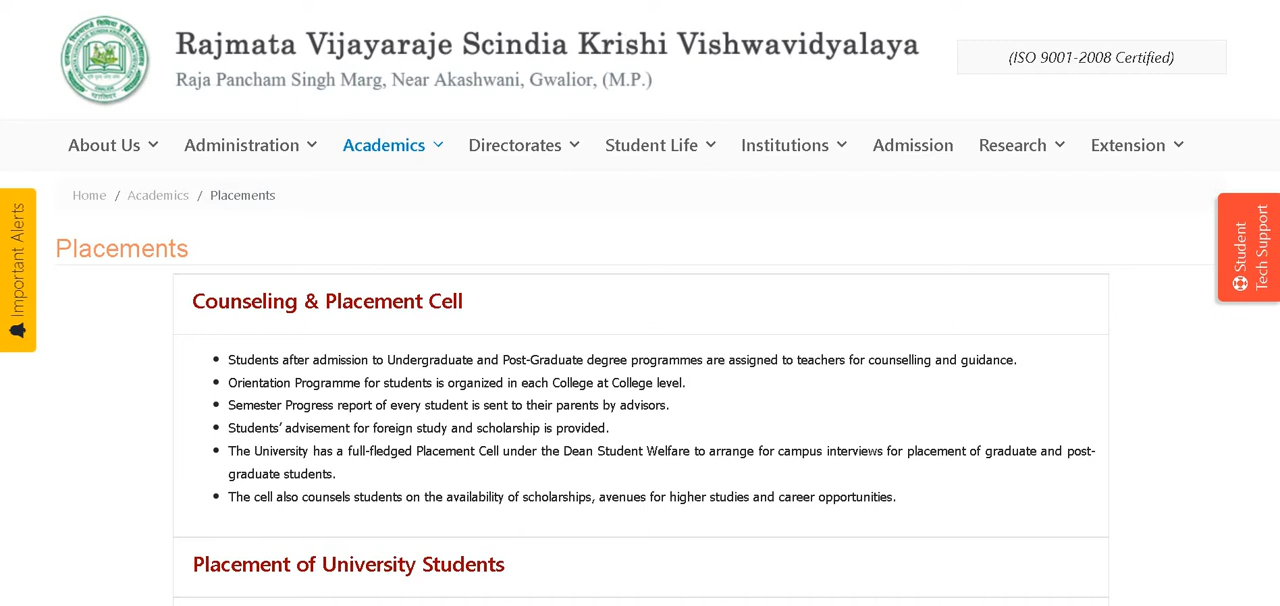 Rajmata Vijayaraje Scindia Krishi Vishwavidyalaya
Raja Pancham Singh Marg, Near Akashwani, Gwalior, (M.P.)
(ISO 9001-2008 Certified)
About Us Administration Academics Directorates Student Life Institutions Admission Research Extension
Home / Academics / Placements
Important Alerts
Student
Tech Support
Placements
Counseling & Placement Cell
• Students after admission to Undergraduate and Post-Graduate degree programmes are assigned to teachers for counselling and guidance.
• Orientation Programme for students is organized in each College at College level.
• Semester Progress report of every student is sent to their parents by advisors.
• Students’ advisement for foreign study and scholarship is provided.
• The University has a full-fledged Placement Cell under the Dean Student Welfare to arrange for campus interviews for placement of graduate and post-
graduate students.
• The cell also counsels students on the availability of scholarships, avenues for higher studies and career opportunities.
Placement of University Students